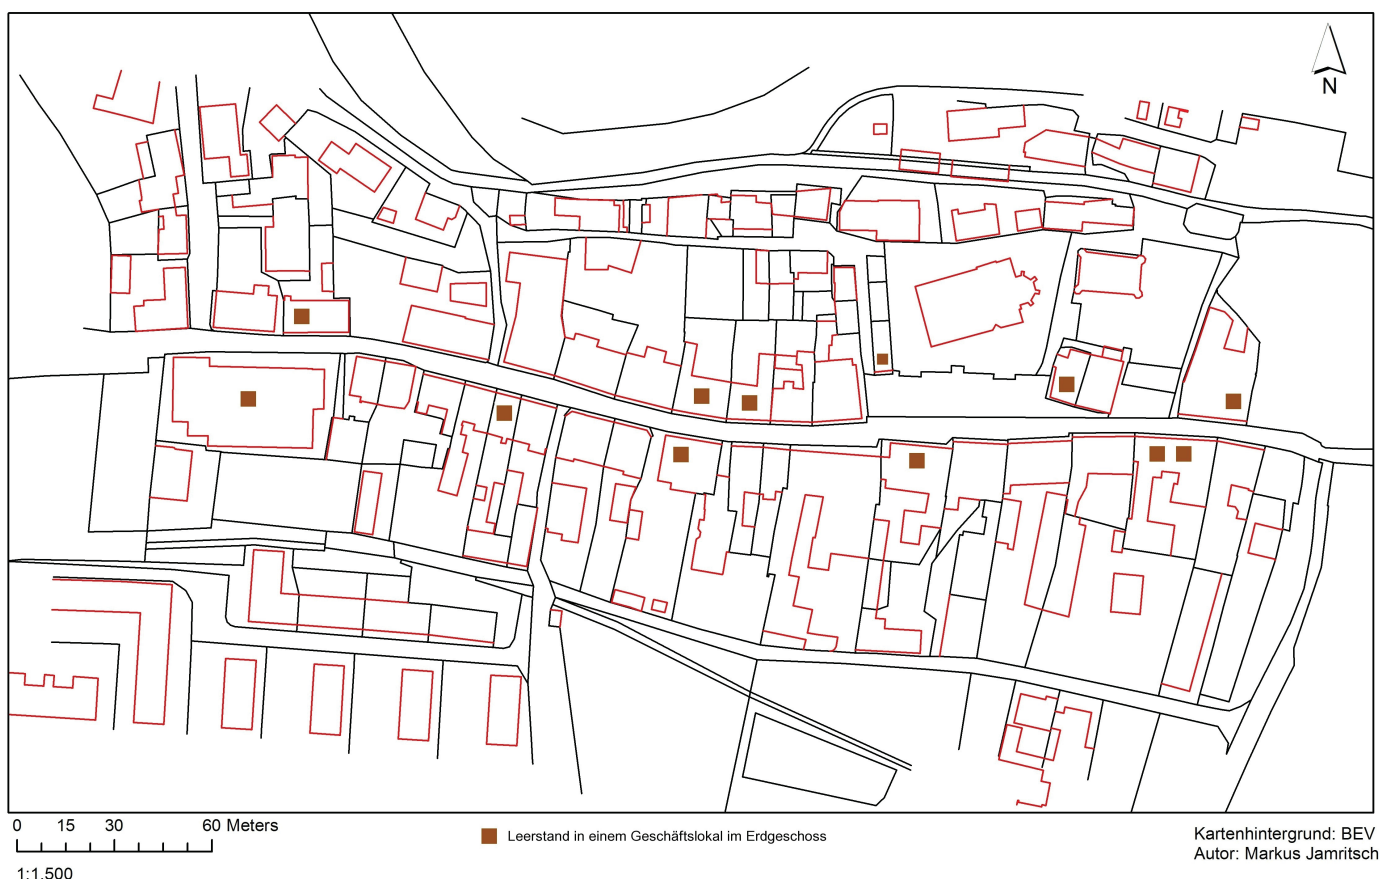 N
0 15 30 60 Meters
1:1.500
Leerstand in einem Geschäftslokal im Erdgeschoss
Kartenhintergrund: BEV
Autor: Markus Jamritsch